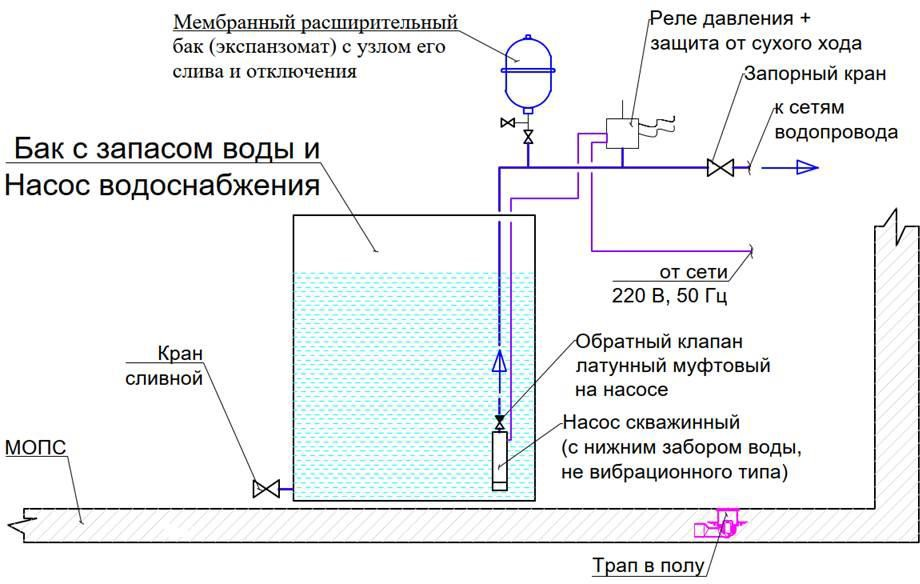 Мембранный расширительный
бак (экспанзомат) с узлом его
слива и отключения
Реле давления +
защита от сухого хода
Запорный кран
к сетям
водопровода
Бак с запасом воды и
Насос водоснабжения
от сети
220 В, 50 Гц
Кран
сливной
Обратный клапан
латунный муфтовый
на насосе
Насос скважинный
(с нижним забором воды,
не вибрационного типа)
МОПС
Трап в полу